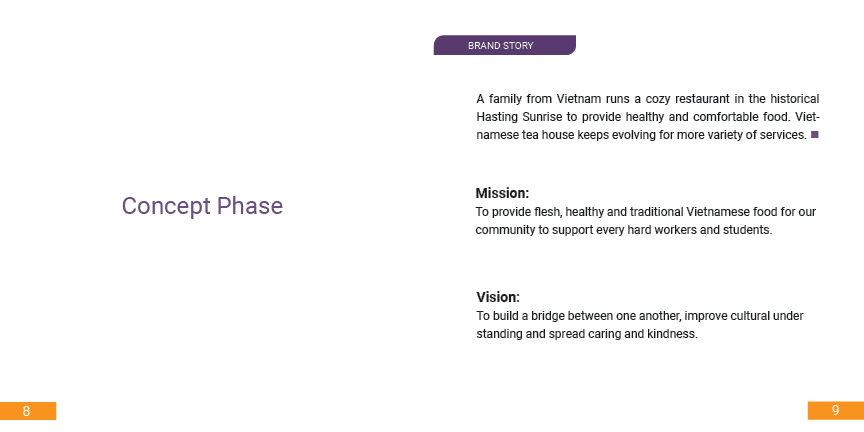 BRAND STORY
A family from Vietnam runs a cozy restaurant in the historical
Hasting Sunrise to provide healthy and comfortable food. Viet-
namese tea house keeps evolving for more variety of services.
Concept Phase
Mission:
To provide flesh, healthy and traditional Vietnamese food for our
community to support every hard workers and students.
Vision:
To build a bridge between one another, improve cultural under
standing and spread caring and kindness.
8
9